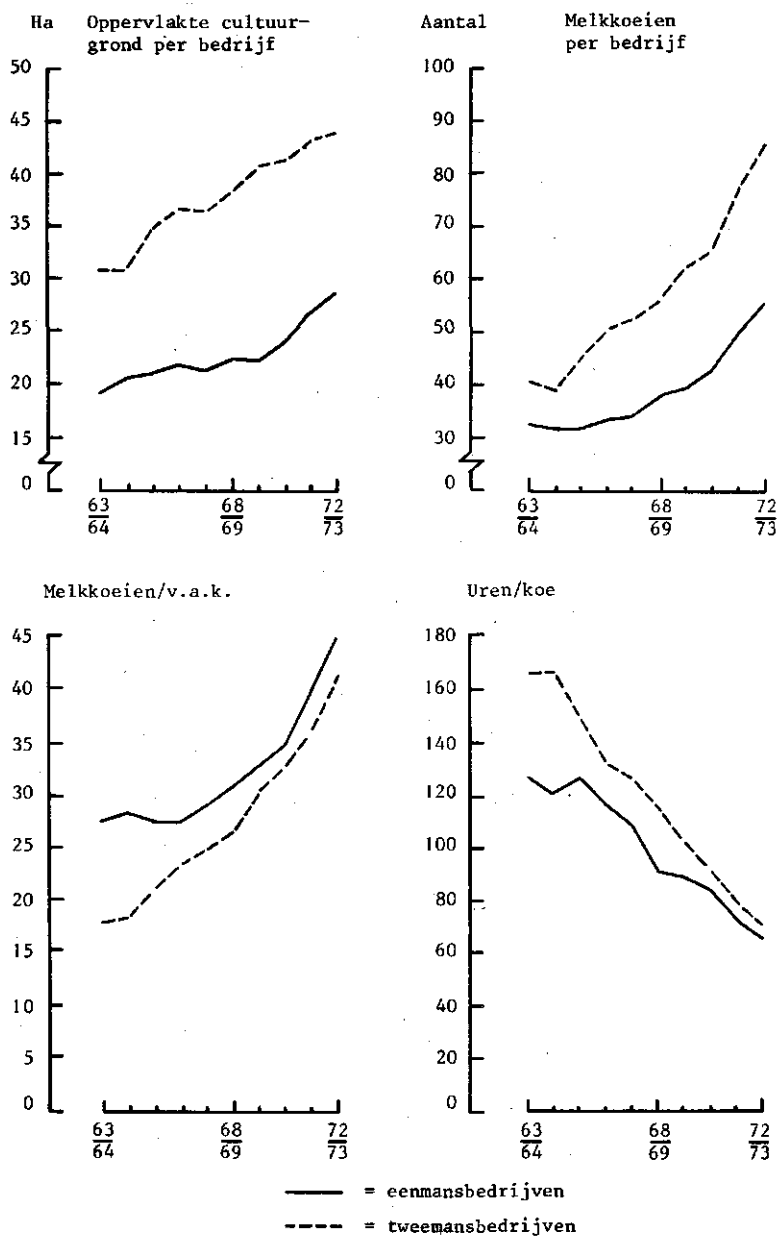 Ha Oppervlakte cultuur-
grond per bedrijf
50
45
40
35
30
25
20
15
0
63 68 72
64 69 73
Aantal Melkkoeien
per bedrijf
100
90
80
70
60
50
40
30
0
63 68 72
64 69 73
Melkkoeien/v.a.k.
45
40
35
30
25
20
15
10
5
0
63 68 72
64 69 73
Uren/koe
180
160
140
120
100
80
60
40
20
0
63 68 72
64 69 73
= eenmansbedrijven
= tweemansbedrijven